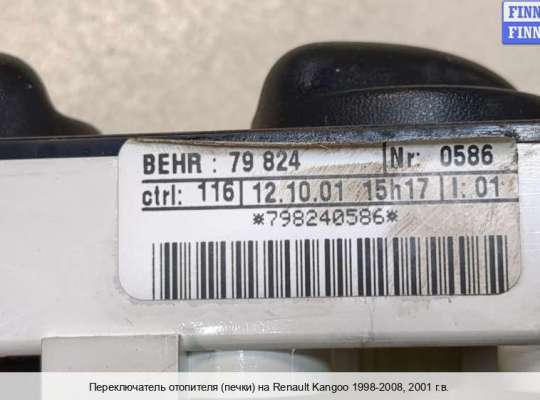 FINN
FINN
BEHR : 79 824 Nr: 0586
ctrl: 116 12.10.01 15h17 I: 01
*798240586*
Переключатель отопителя (печки) на Renault Kangoo 1998-2008, 2001 г.в.